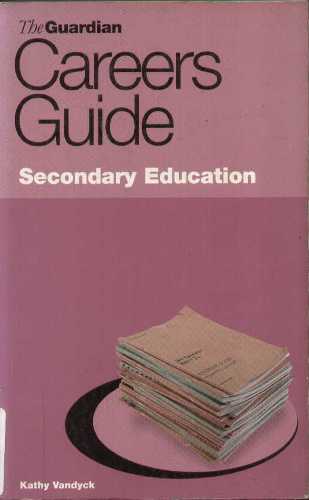 The Guardian
Careers
Guide
Secondary Education
Kathy Vandyck